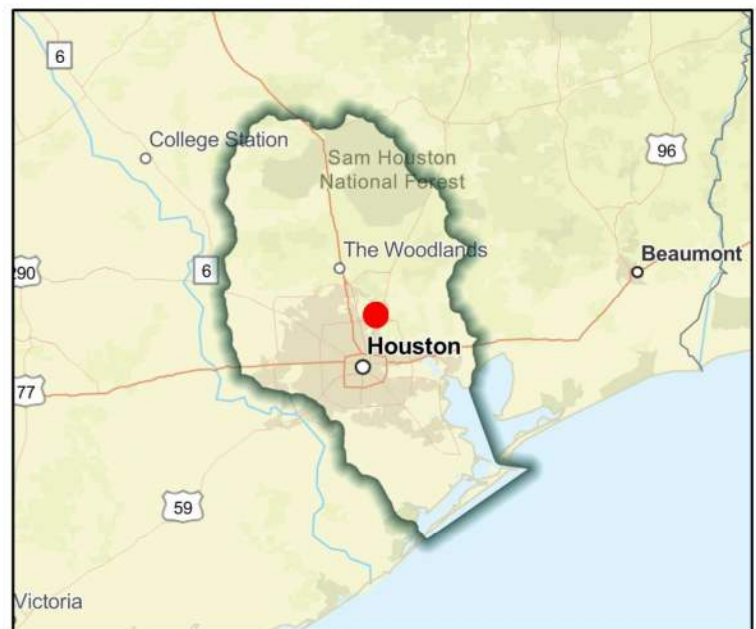 6
College Station
Sam Houston
National Forest
96
The Woodlands
Beaumont
290
6
Houston
77
59
Victoria